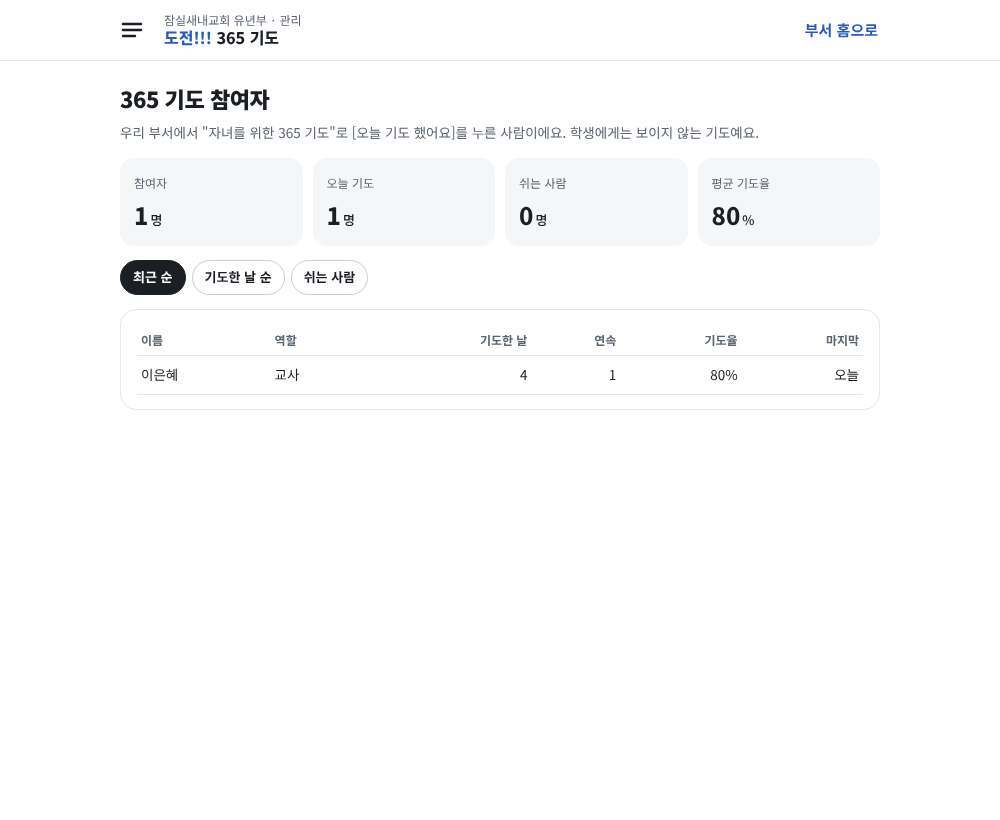 잠실새내교회 유년부 · 관리
도전!!! 365 기도
부서 홈으로
365 기도 참여자
우리 부서에서 "자녀를 위한 365 기도"로 [오늘 기도 했어요]를 누른 사람이에요. 학생에게는 보이지 않는 기도예요.
참여자
1 명
오늘 기도
1 명
쉬는 사람
0 명
평균 기도율
80 %
최근 순 기도한 날 순 쉬는 사람
이름 역할 기도한 날 연속 기도율 마지막
이은혜 교사 4 1 80% 오늘